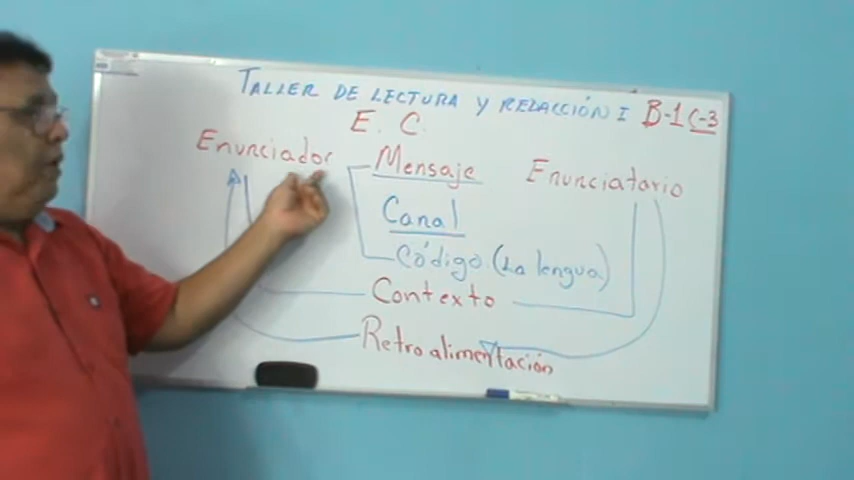 TALLER DE LECTURA Y REDACCIÓN I B-1 C-3
E. C.
Enunciador Mensaje Enunciatario
Canal
Código (La lengua)
Contexto
Retroalimentación